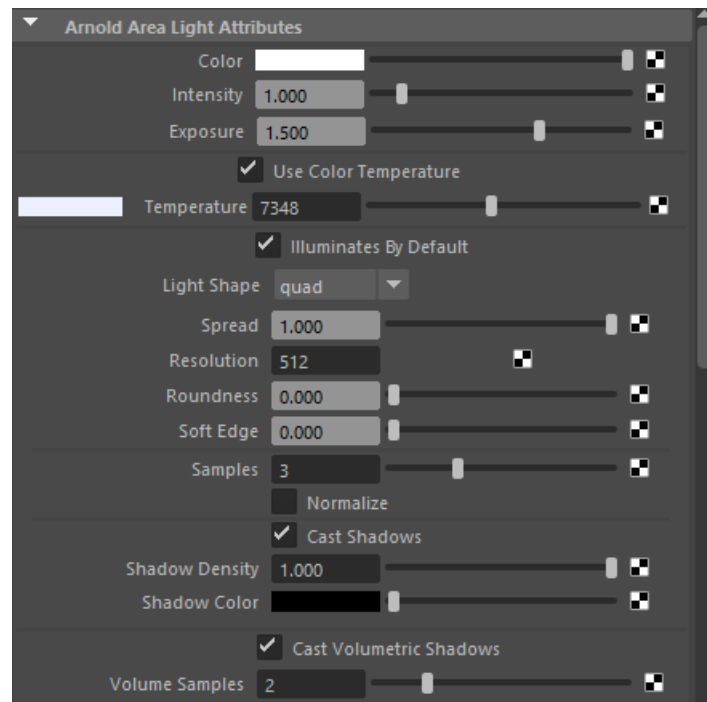 Arnold Area Light Attributes
Color
Intensity 1.000
Exposure 1.500
Use Color Temperature
Temperature 7348
Illuminates By Default
Light Shape quad
Spread 1.000
Resolution 512
Roundness 0.000
Soft Edge 0.000
Samples 3
Normalize
Cast Shadows
Shadow Density 1.000
Shadow Color
Cast Volumetric Shadows
Volume Samples 2